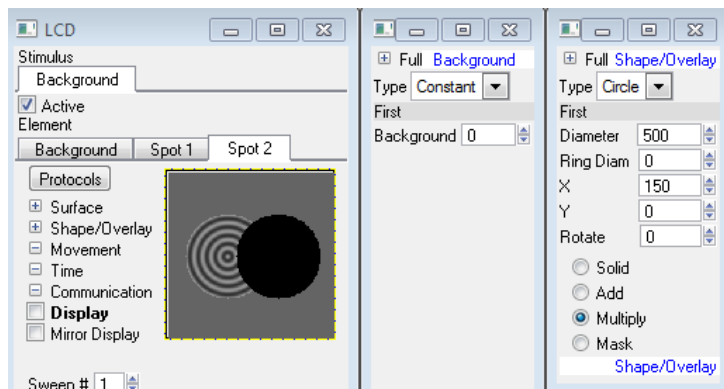 LCD
Stimulus
Background
Active
Element
Background Spot 1 Spot 2
Protocols
Surface
Shape/Overlay
Movement
Time
Communication
Display
Mirror Display
Sweep # 1
Full Background
Type Constant
First
Background 0
Full Shape/Overlay
Type Circle
First
Diameter 500
Ring Diam 0
X 150
Y 0
Rotate 0
Solid
Add
Multiply
Mask
Shape/Overlay